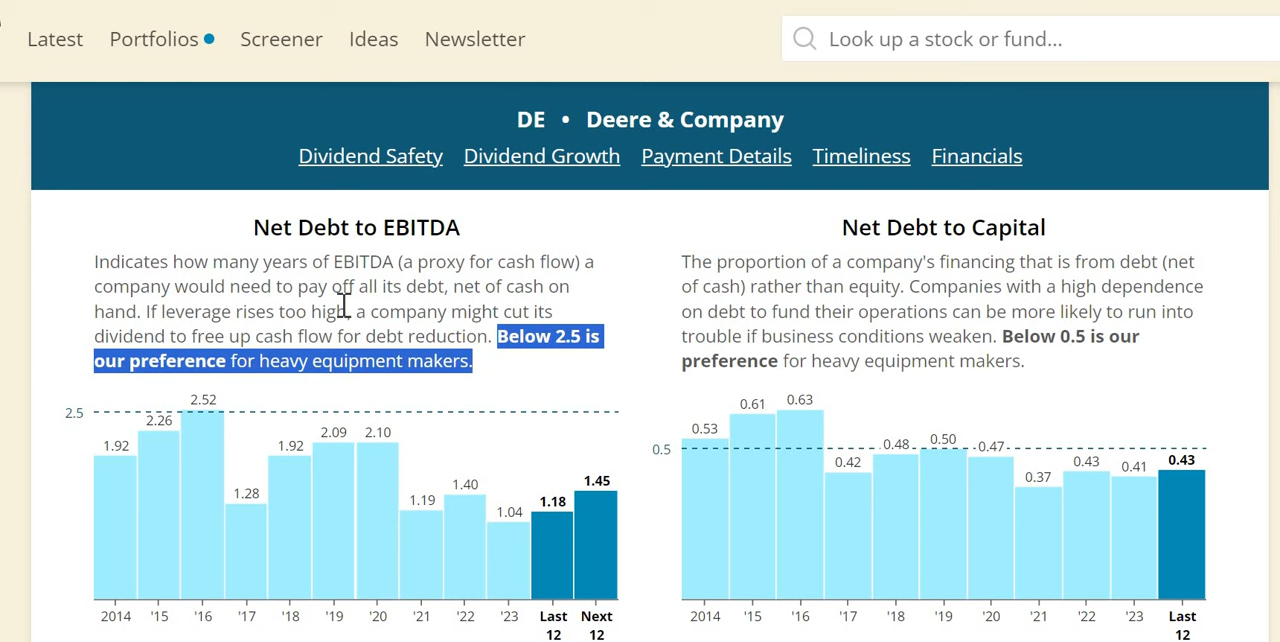 Latest Portfolios Screener Ideas Newsletter Look up a stock or fund...
DE • Deere & Company
Dividend Safety Dividend Growth Payment Details Timeliness Financials
Net Debt to EBITDA
Indicates how many years of EBITDA (a proxy for cash flow) a
company would need to pay off all its debt, net of cash on
hand. If leverage rises too high, a company might cut its
dividend to free up cash flow for debt reduction. Below 2.5 is
our preference for heavy equipment makers.
2.5
1.92 2.26 2.52 1.28 1.92 2.09 2.10 1.19 1.40 1.04 1.18 1.45
2014 '15 '16 '17 '18 '19 '20 '21 '22 '23 Last Next
12 12
Net Debt to Capital
The proportion of a company's financing that is from debt (net
of cash) rather than equity. Companies with a high dependence
on debt to fund their operations can be more likely to run into
trouble if business conditions weaken. Below 0.5 is our
preference for heavy equipment makers.
0.5
0.53 0.61 0.63 0.42 0.48 0.50 0.47 0.37 0.43 0.41 0.43
2014 '15 '16 '17 '18 '19 '20 '21 '22 '23 Last
12